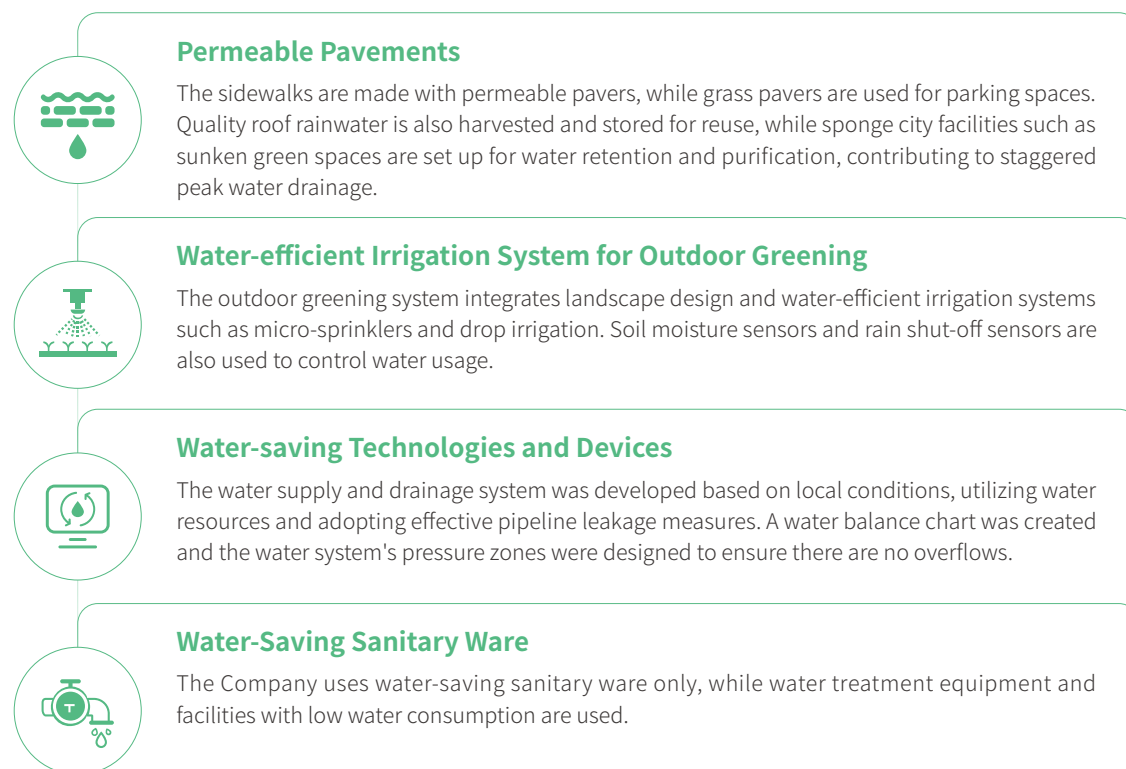 Permeable Pavements
The sidewalks are made with permeable pavers, while grass pavers are used for parking spaces.
Quality roof rainwater is also harvested and stored for reuse, while sponge city facilities such as
sunken green spaces are set up for water retention and purification, contributing to staggered
peak water drainage.
Water-efficient Irrigation System for Outdoor Greening
The outdoor greening system integrates landscape design and water-efficient irrigation systems
such as micro-sprinklers and drop irrigation. Soil moisture sensors and rain shut-off sensors are
also used to control water usage.
Water-saving Technologies and Devices
The water supply and drainage system was developed based on local conditions, utilizing water
resources and adopting effective pipeline leakage measures. A water balance chart was created
and the water system's pressure zones were designed to ensure there are no overflows.
Water-Saving Sanitary Ware
The Company uses water-saving sanitary ware only, while water treatment equipment and
facilities with low water consumption are used.